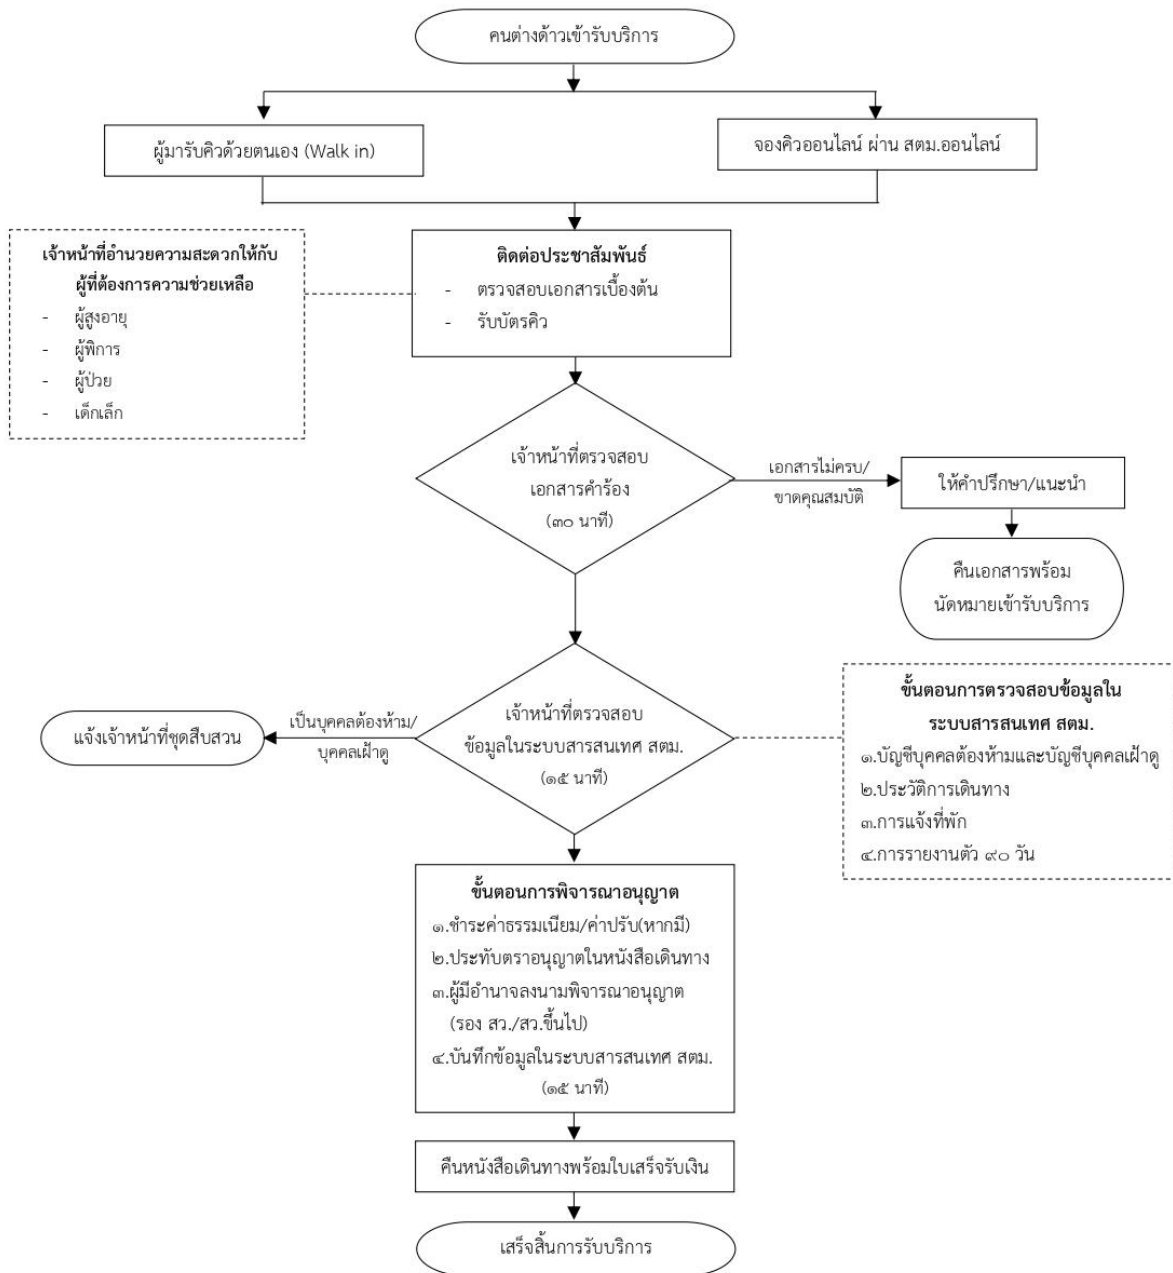 คนต่างด้าวเข้ารับบริการ
ผู้มารับคิวด้วยตนเอง (Walk in)
จองคิวออนไลน์ ผ่าน สตม.ออนไลน์
เจ้าหน้าที่อำนวยความสะดวกให้กับ
ผู้ที่ต้องการความช่วยเหลือ
- ผู้สูงอายุ
- ผู้พิการ
- ผู้ป่วย
- เด็กเล็ก
ติดต่อประชาสัมพันธ์
- ตรวจสอบเอกสารเบื้องต้น
- รับบัตรคิว
เจ้าหน้าที่ตรวจสอบ
เอกสารคำร้อง
(๓๐ นาที)
เอกสารไม่ครบ/
ขาดคุณสมบัติ
ให้คำปรึกษา/แนะนำ
คืนเอกสารพร้อม
นัดหมายเข้ารับบริการ
เจ้าหน้าที่ตรวจสอบ
ข้อมูลในระบบสารสนเทศ สตม.
(๑๕ นาที)
เป็นบุคคลต้องห้าม/
บุคคลเฝ้าดู
แจ้งเจ้าหน้าที่ชุดสืบสวน
ขั้นตอนการตรวจสอบข้อมูลใน
ระบบสารสนเทศ สตม.
๑.บัญชีบุคคลต้องห้ามและบัญชีบุคคลเฝ้าดู
๒.ประวัติการเดินทาง
๓.การแจ้งที่พัก
๔.การรายงานตัว ๙๐ วัน
ขั้นตอนการพิจารณาอนุญาต
๑.ชำระค่าธรรมเนียม/ค่าปรับ(หากมี)
๒.ประทับตราอนุญาตในหนังสือเดินทาง
๓.ผู้มีอำนาจลงนามพิจารณาอนุญาต
(รอง สว./สว.ขึ้นไป)
๔.บันทึกข้อมูลในระบบสารสนเทศ สตม.
(๑๕ นาที)
คืนหนังสือเดินทางพร้อมใบเสร็จรับเงิน
เสร็จสิ้นการรับบริการ